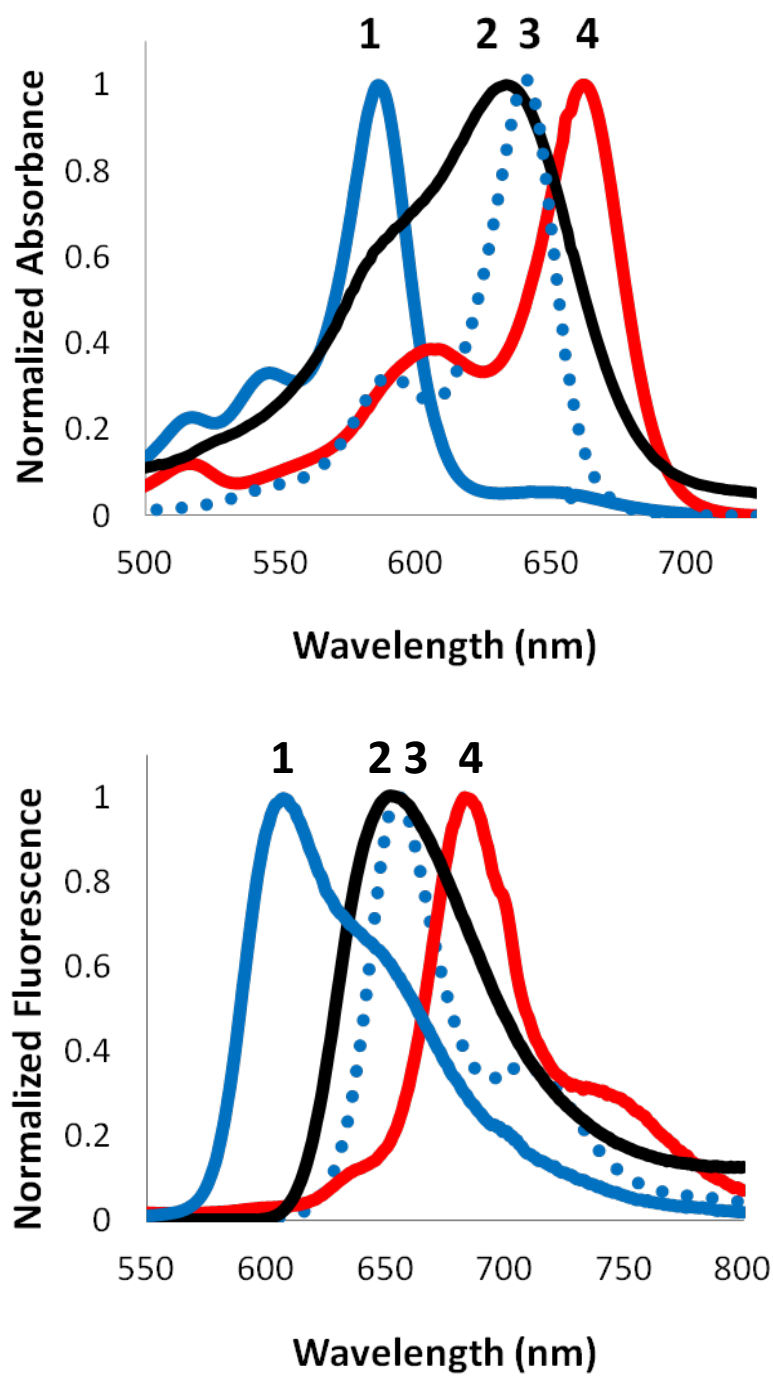 1 2 3 4
Normalized Absorbance
1
0.8
0.6
0.4
0.2
0
500 550 600 650 700
Wavelength (nm)
1 2 3 4
Normalized Fluorescence
1
0.8
0.6
0.4
0.2
0
550 600 650 700 750 800
Wavelength (nm)